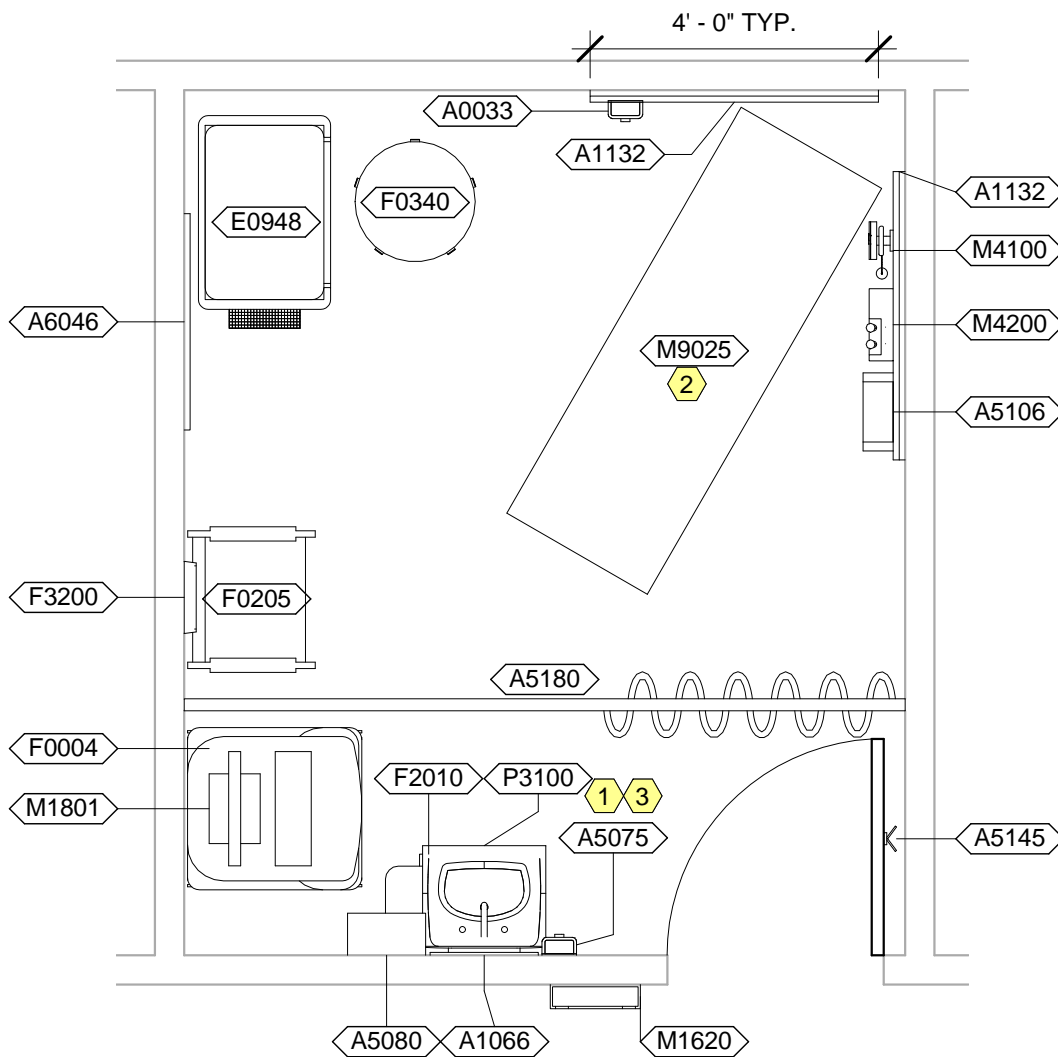 4' - 0" TYP.
A0033
A1132
A1132
F0340
E0948
M4100
A6046
M4200
M9025
2
A5106
F3200
F0205
A5180
F0004
F2010
P3100
1
3
M1801
A5075
A5145
A5080
A1066
M1620